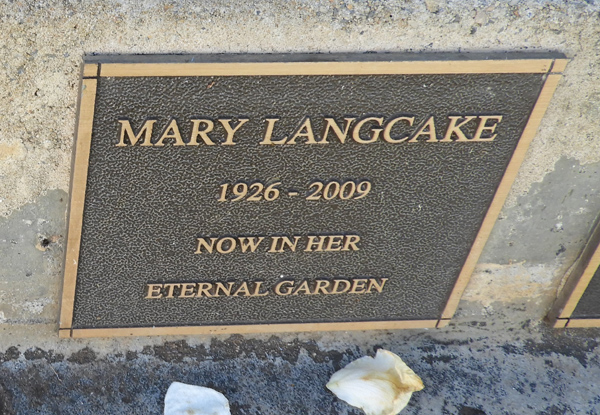 MARY LANGCAKE
1926 - 2009
NOW IN HER
ETERNAL GARDEN